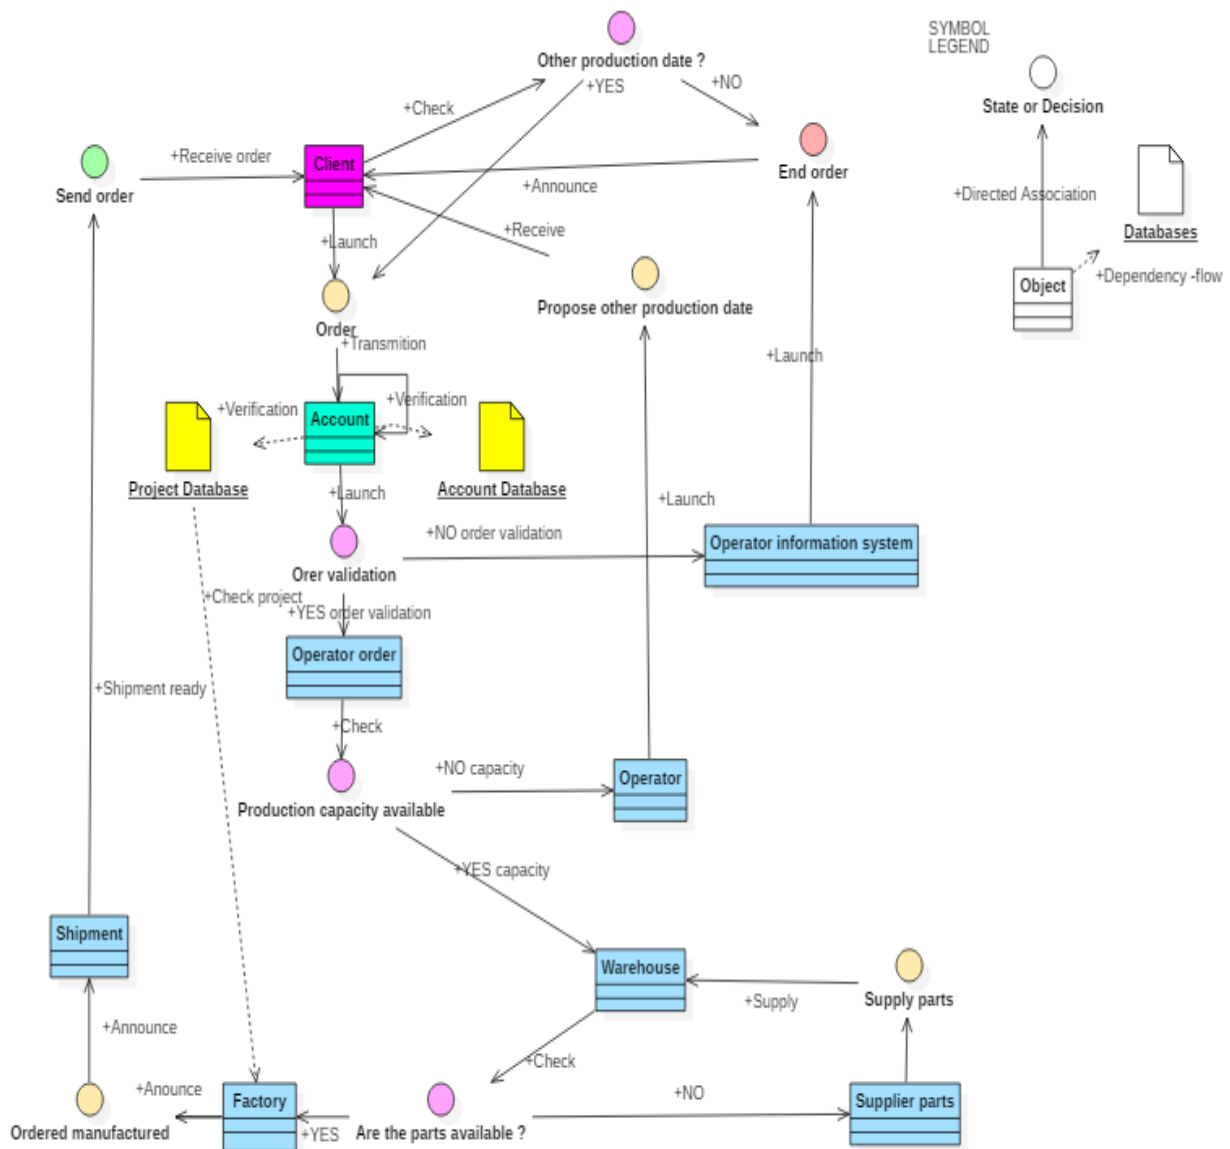 SYMBOL
LEGEND
Other production date ?
+YES
+NO
State or Decision
+Check
+Receive order
Client
End order
Send order
+Announce
+Directed Association
+Receive
Databases
+Launch
+Dependency -flow
Object
Propose other production date
Order
+Transmition
+Launch
+Verification
+Verification
Account
Project Database
Account Database
+Launch
+Launch
+NO order validation
Operator information system
Orer validation
+Check project
+YES order validation
Operator order
+Shipment ready
+Check
+NO capacity
Operator
Production capacity available
+YES capacity
Shipment
Warehouse
+Supply
Supply parts
+Announce
+Check
+Anounce
Factory
+NO
Supplier parts
Ordered manufactured
+YES
Are the parts available ?